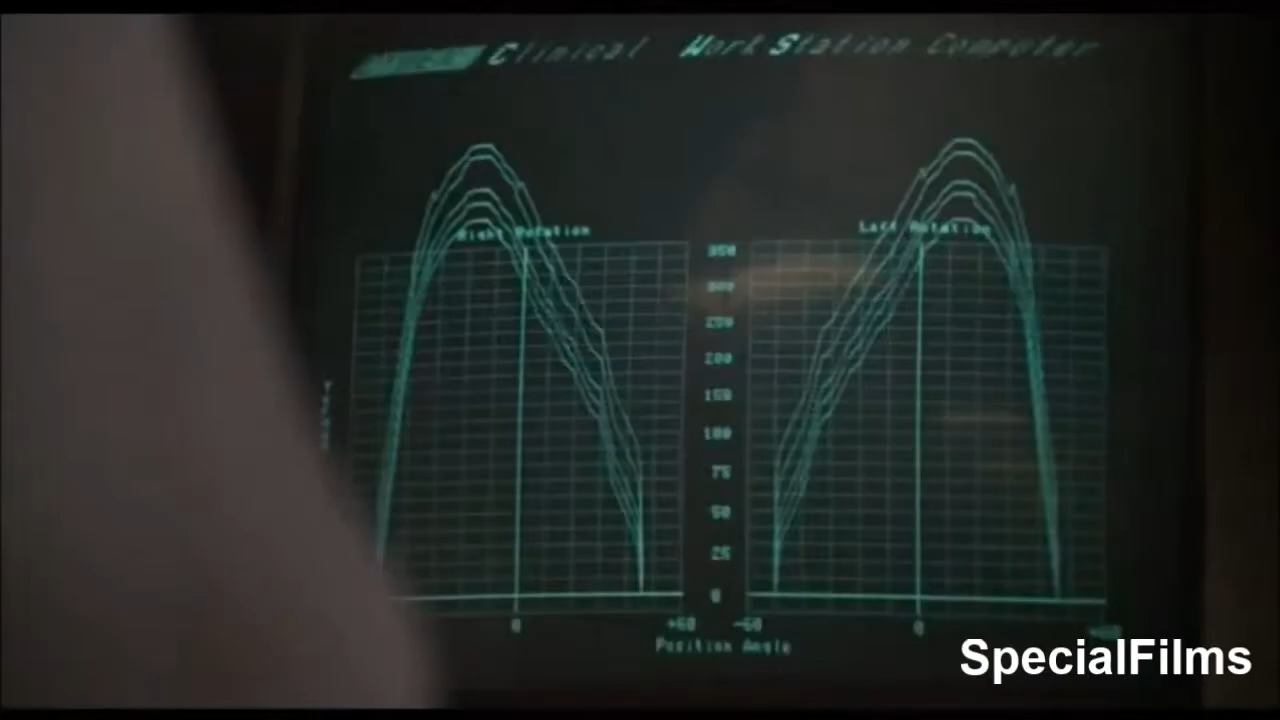 Clinical Work Station Computer
Right Rotation
Left Rotation
350
300
250
200
150
100
75
50
25
0
0
+60
-60
0
Position Angle
SpecialFilms